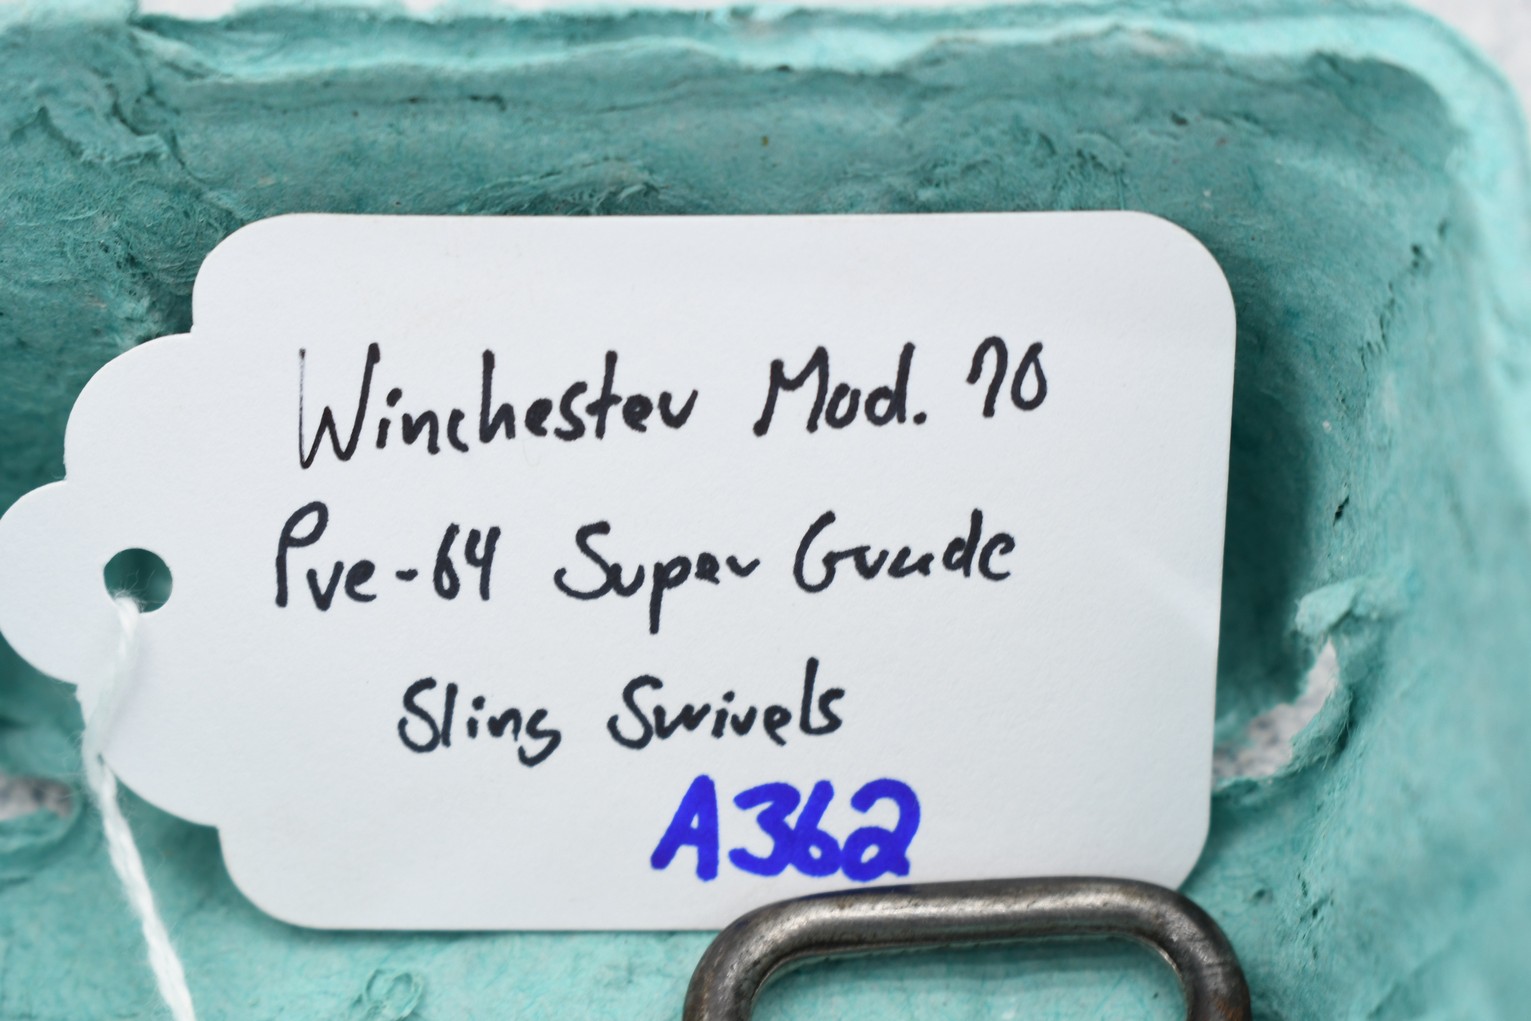 Winchester Mod. 70
Pre-64 Super Grade
Sling Swivels
A362